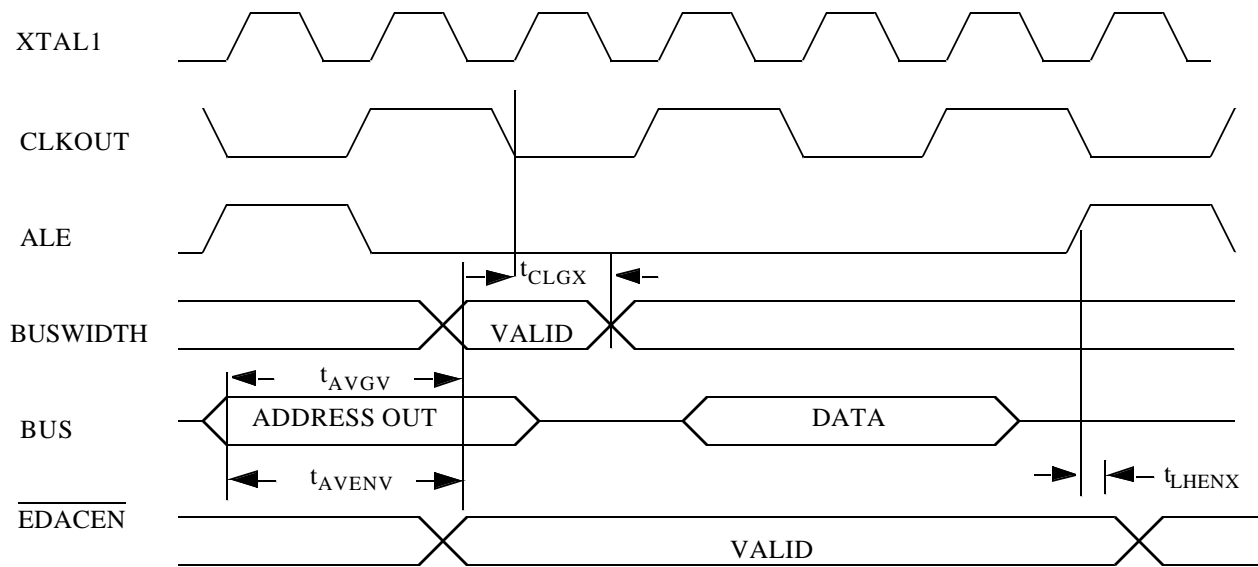 XTAL1
CLKOUT
ALE
tCLGX
BUSWIDTH
VALID
tAVGV
BUS
ADDRESS OUT
DATA
tAVENV
tLHENX
EDACEN
VALID